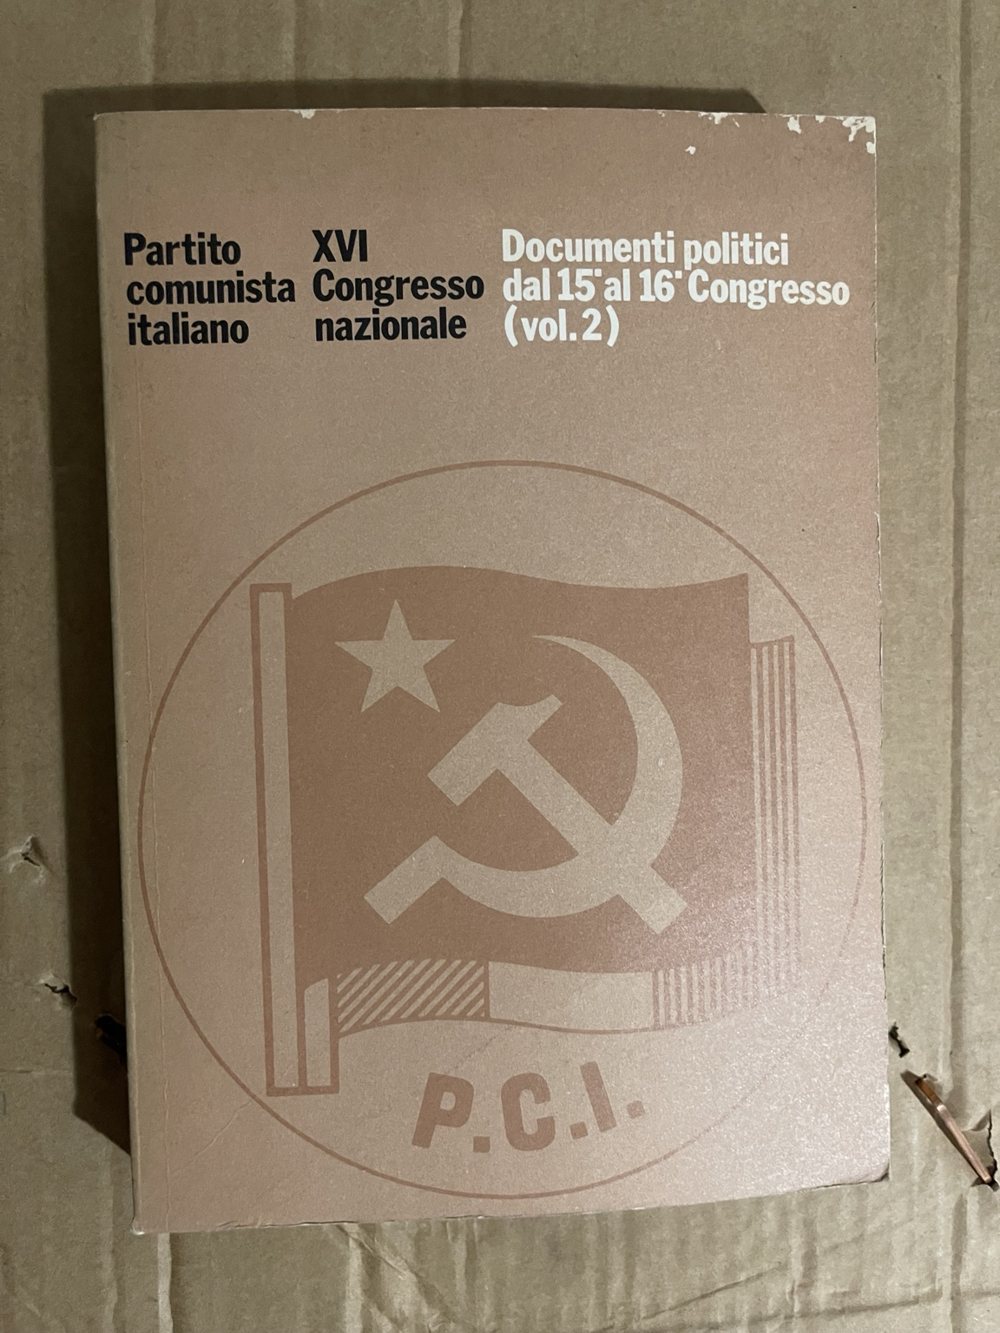 Partito
comunista
italiano
XVI
Congresso
nazionale
Documenti politici
dal 15° al 16° Congresso
(vol. 2)
P.C.I.